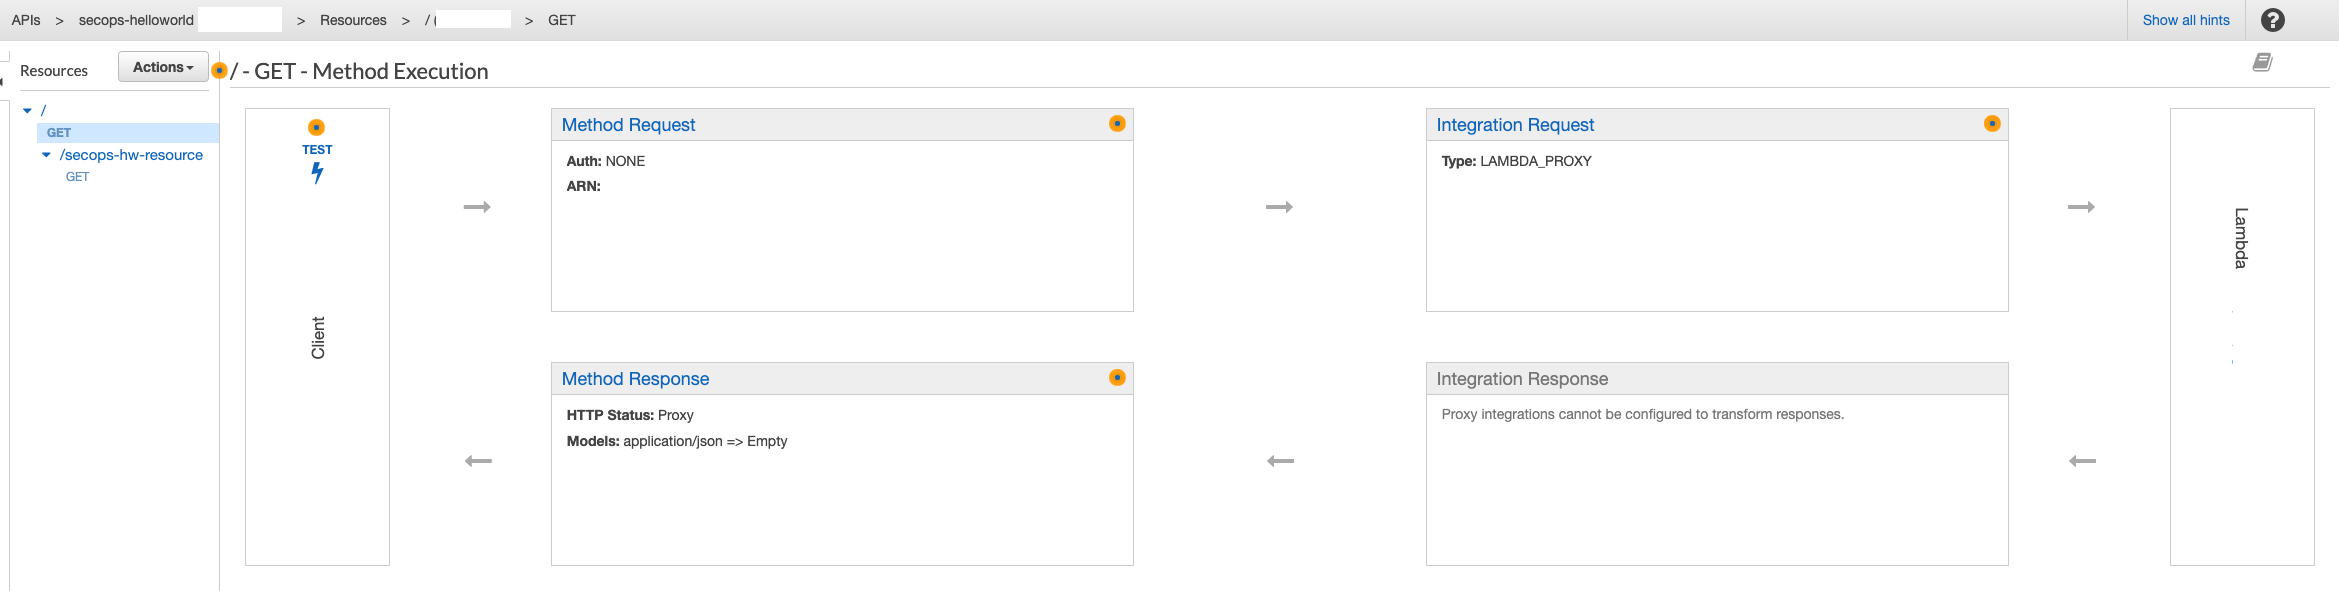 APIs > secops-helloworld > Resources > / ( > GET
Show all hints
?
Resources
Actions
/ - GET - Method Execution
/
GET
/secops-hw-resource
GET
TEST
Client
Method Request
Auth: NONE
ARN:
Integration Request
Type: LAMBDA_PROXY
Lambda
Method Response
HTTP Status: Proxy
Models: application/json => Empty
Integration Response
Proxy integrations cannot be configured to transform responses.